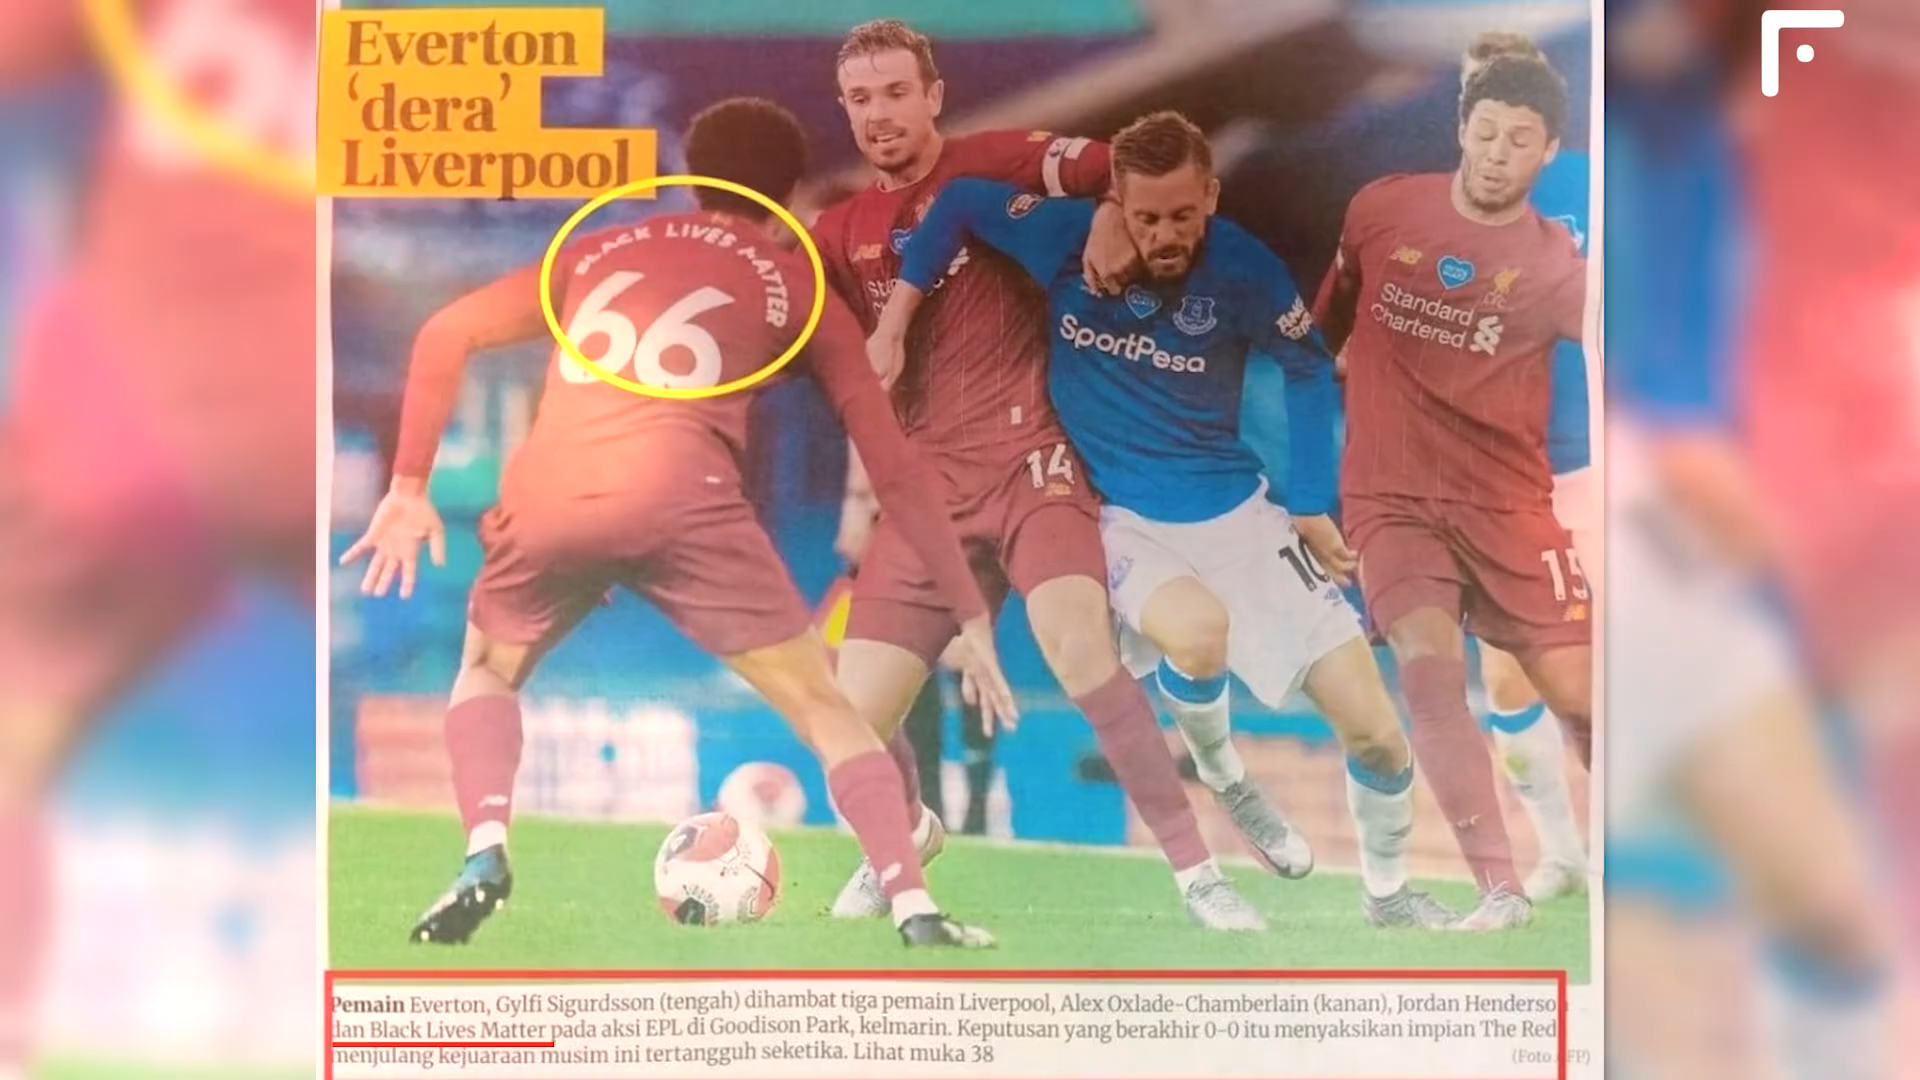 Everton
‘dera’
Liverpool
BLACK LIVES MATTER
66
14
SportPesa
10
Standard
Chartered
15
Pemain Everton, Gylfi Sigurdsson (tengah) dihambat tiga pemain Liverpool, Alex Oxlade-Chamberlain (kanan), Jordan Henderso
dan Black Lives Matter pada aksi EPL di Goodison Park, kelmarin. Keputusan yang berakhir 0-0 itu menyaksikan impian The Red
menjulang kejuaraan musim ini tertangguh seketika. Lihat muka 38
(Foto AFP)